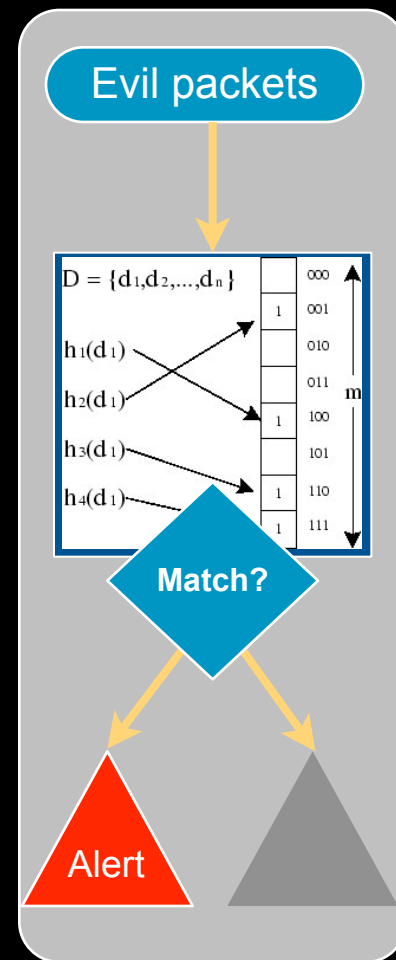 Evil packets
D = {d1,d2,...,dn}
000
1 001
010
h1(d1)
011
m
h2(d1)
1 100
101
h3(d1)
1 110
h4(d1)
1 111
Match?
Alert